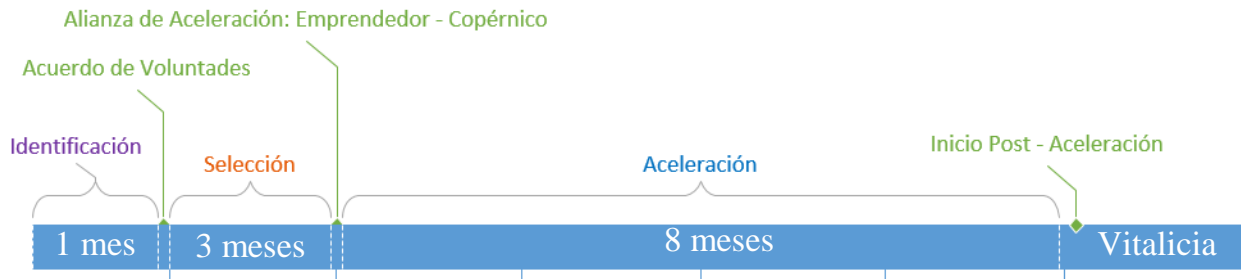 Alianza de Aceleración: Emprendedor - Copérnico
Acuerdo de Voluntades
Identificación
Selección
Aceleración
Inicio Post - Aceleración
1 mes
3 meses
8 meses
Vitalicia